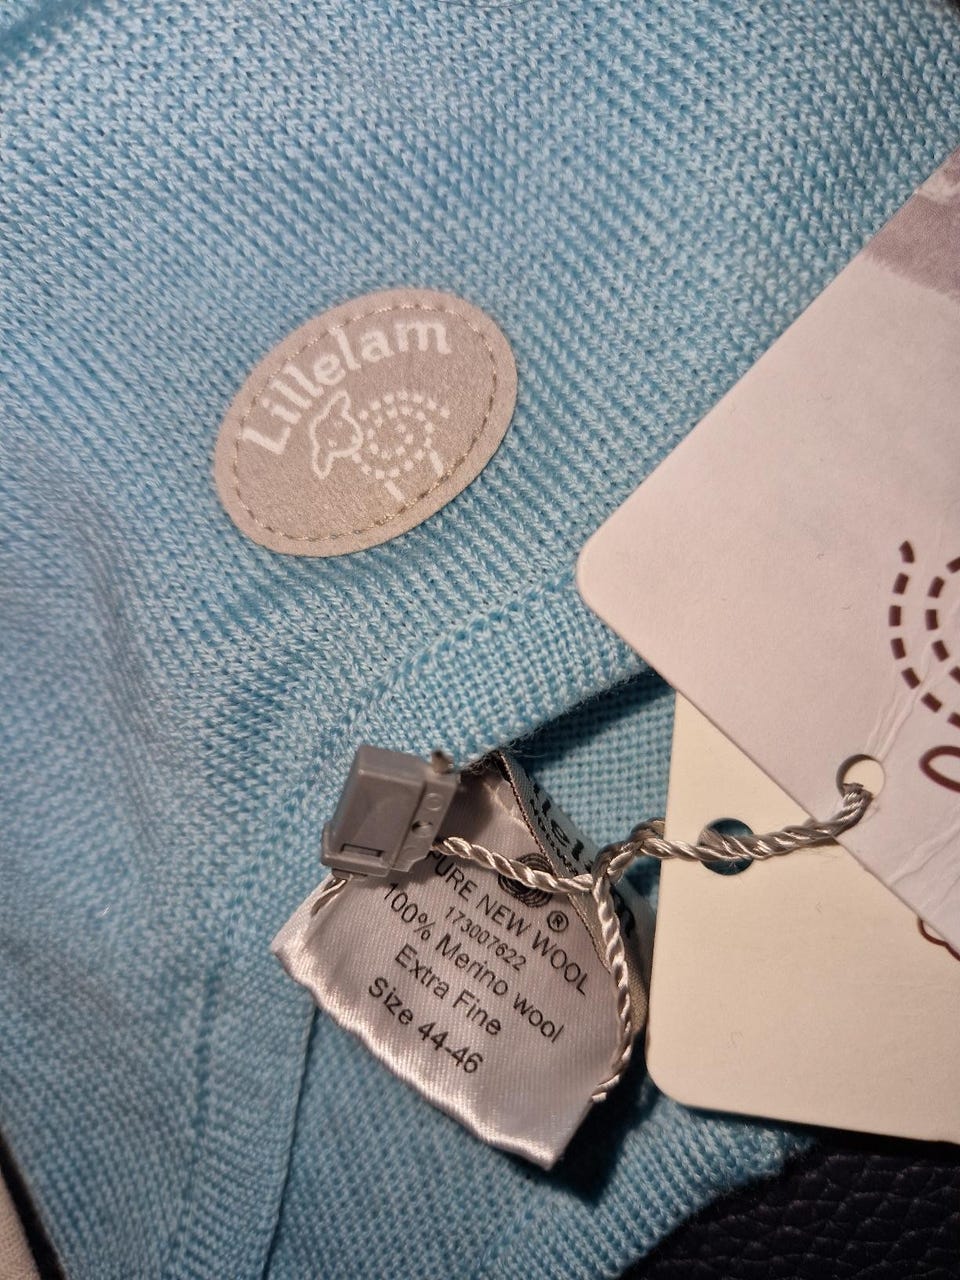 Lillelam
PURE NEW WOOL
®
173007622
100% Merino wool
Extra Fine
Size 44-46